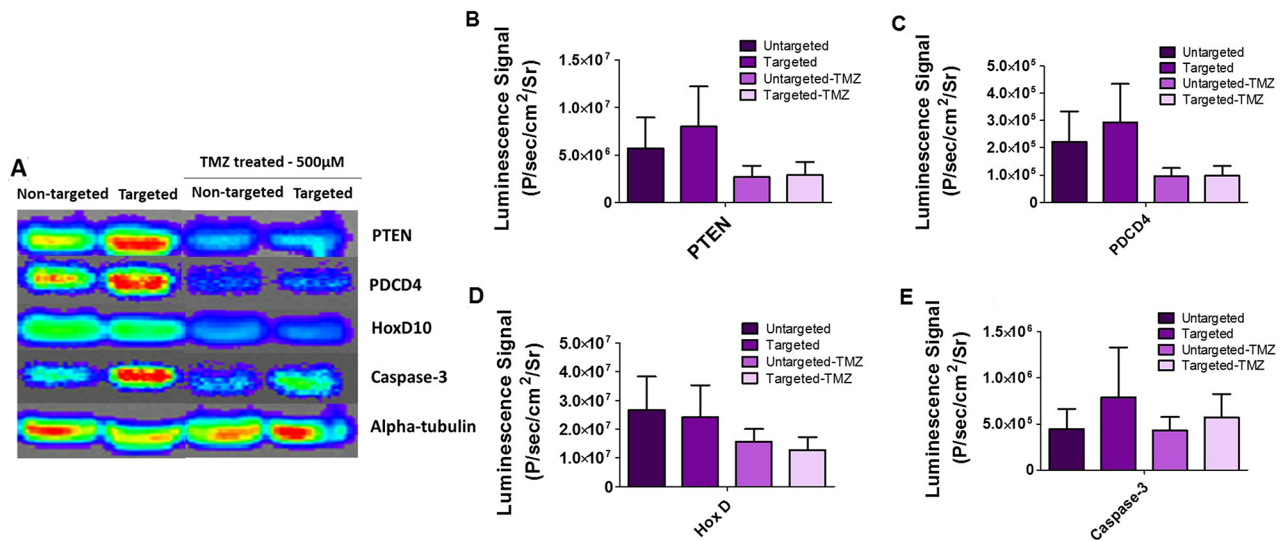 A
TMZ treated - 500µM
Non-targeted Targeted Non-targeted Targeted
PTEN
PDCD4
HoxD10
Caspase-3
Alpha-tubulin
B
Luminescence Signal
(P/sec/cm²/Sr)
1.5×10⁷
1.0×10⁷
5.0×10⁶
0
Untargeted
Targeted
Untargeted-TMZ
Targeted-TMZ
PTEN
C
Luminescence Signal
(P/sec/cm²/Sr)
5.0×10⁵
4.0×10⁵
3.0×10⁵
2.0×10⁵
1.0×10⁵
0
Untargeted
Targeted
Untargeted-TMZ
Targeted-TMZ
PDCD4
D
Luminescence Signal
(P/sec/cm²/Sr)
5.0×10⁷
4.0×10⁷
3.0×10⁷
2.0×10⁷
1.0×10⁷
0
Untargeted
Targeted
Untargeted-TMZ
Targeted-TMZ
Hox D
E
Luminescence Signal
(P/sec/cm²/Sr)
1.5×10⁶
1.0×10⁶
5.0×10⁵
0
Untargeted
Targeted
Untargeted-TMZ
Targeted-TMZ
Caspase-3